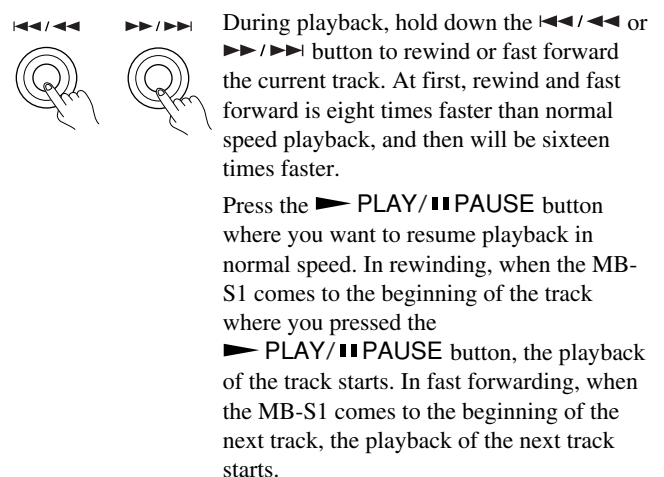 ⏮◀◀/◀◀ ▶▶/▶▶⏭
During playback, hold down the |◀◀/◀◀ or
▶▶/▶▶| button to rewind or fast forward
the current track. At first, rewind and fast
forward is eight times faster than normal
speed playback, and then will be sixteen
times faster.
Press the ▶ PLAY/⏸PAUSE button
where you want to resume playback in
normal speed. In rewinding, when the MB-
S1 comes to the beginning of the track
where you pressed the
▶ PLAY/⏸PAUSE button, the playback
of the track starts. In fast forwarding, when
the MB-S1 comes to the beginning of the
next track, the playback of the next track
starts.